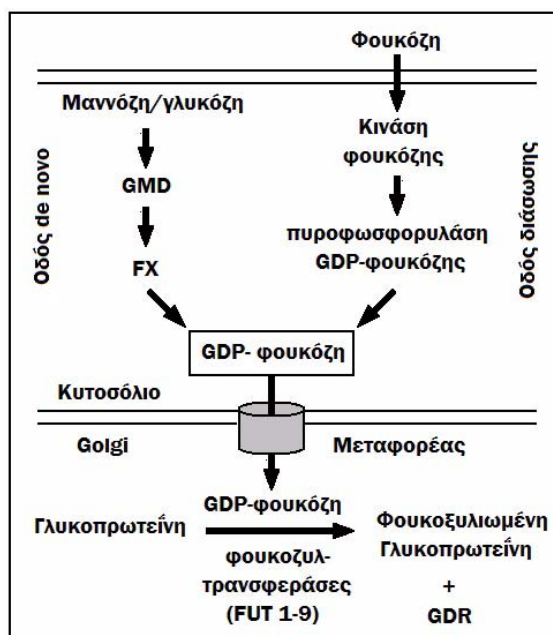 Φουκόζη
Μαννόζη/γλυκόζη
Κινάση
φουκόζης
GMD
Οδός de novo
Οδός διάσωσης
πυροφωσφορυλάση
GDP-φουκόζης
FX
GDP- φουκόζη
Κυτοσόλιο
Golgi
Μεταφορέας
GDP-φουκόζη
Γλυκοπρωτεΐνη
Φουκοξυλιωμένη
Γλυκοπρωτεΐνη
φουκοζυλ-
τρανσφεράσες
(FUT 1-9)
+
GDR